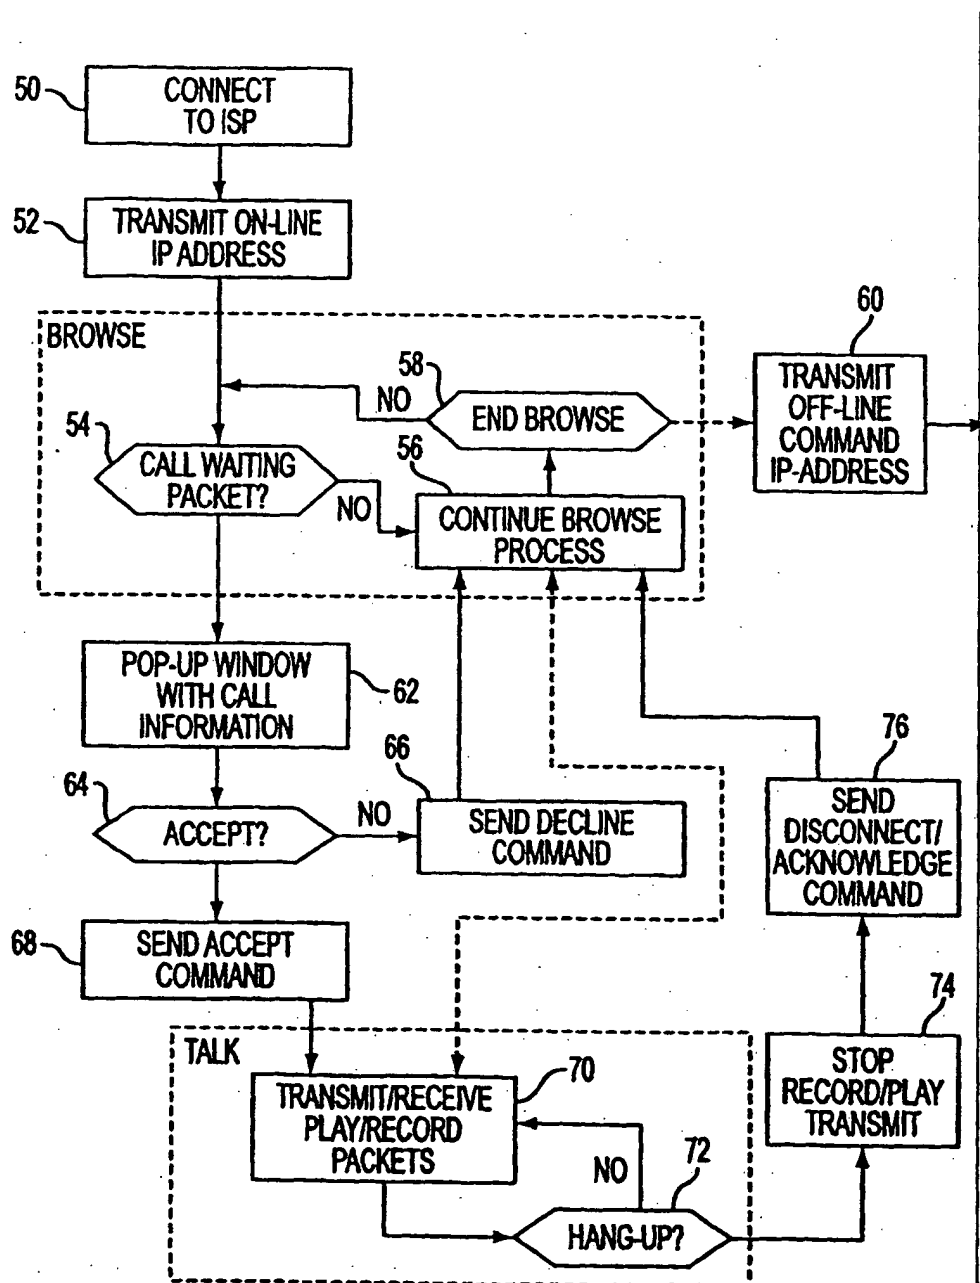 50
CONNECT
TO ISP
52
TRANSMIT ON-LINE
IP ADDRESS
BROWSE
58
NO
END BROWSE
60
TRANSMIT
OFF-LINE
COMMAND
IP-ADDRESS
54
CALL WAITING
PACKET?
NO
56
CONTINUE BROWSE
PROCESS
POP-UP WINDOW
WITH CALL
INFORMATION
62
64
ACCEPT?
NO
66
SEND DECLINE
COMMAND
76
SEND
DISCONNECT/
ACKNOWLEDGE
COMMAND
68
SEND ACCEPT
COMMAND
TALK
70
TRANSMIT/RECEIVE
PLAY/RECORD
PACKETS
NO
72
HANG-UP?
74
STOP
RECORD/PLAY
TRANSMIT